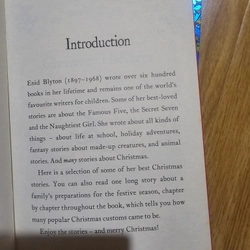 Introduction
Enid Blyton (1897–1968) wrote over six hundred
books in her lifetime and remains one of the world's
favourite writers for children. Some of her best-loved
stories are about the Famous Five, the Secret Seven
and the Naughtiest Girl. She wrote about all kinds of
things – about life at school, holiday adventures,
fantasy stories about made-up creatures, and animal
stories. And many stories about Christmas.
Here is a selection of some of her best Christmas
stories. You can also read one long story about a
family's preparations for the festive season, chapter
by chapter throughout the book, which tells you how
many popular Christmas customs came to be.
Enjoy the stories – and merry Christmas!